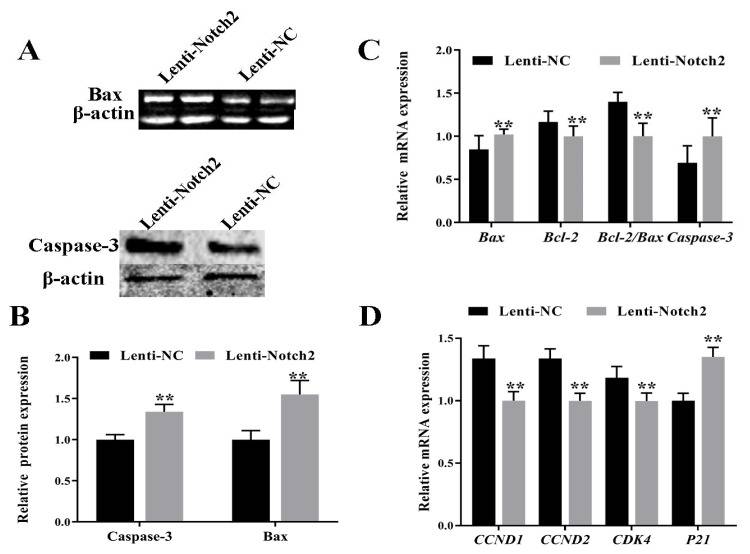 A
Lenti-Notch2
Lenti-NC
Bax
β-actin
Lenti-Notch2
Lenti-NC
Caspase-3
β-actin
B
Lenti-NC
Lenti-Notch2
Relative protein expression
2.0
1.5
1.0
0.5
0.0
**
**
Caspase-3
Bax
C
Lenti-NC
Lenti-Notch2
Relative mRNA expression
2.0
1.5
1.0
0.5
0.0
**
**
**
**
Bax
Bcl-2
Bcl-2/Bax
Caspase-3
D
Lenti-NC
Lenti-Notch2
Relative mRNA expression
1.5
1.0
0.5
0.0
**
**
**
**
CCND1
CCND2
CDK4
P21